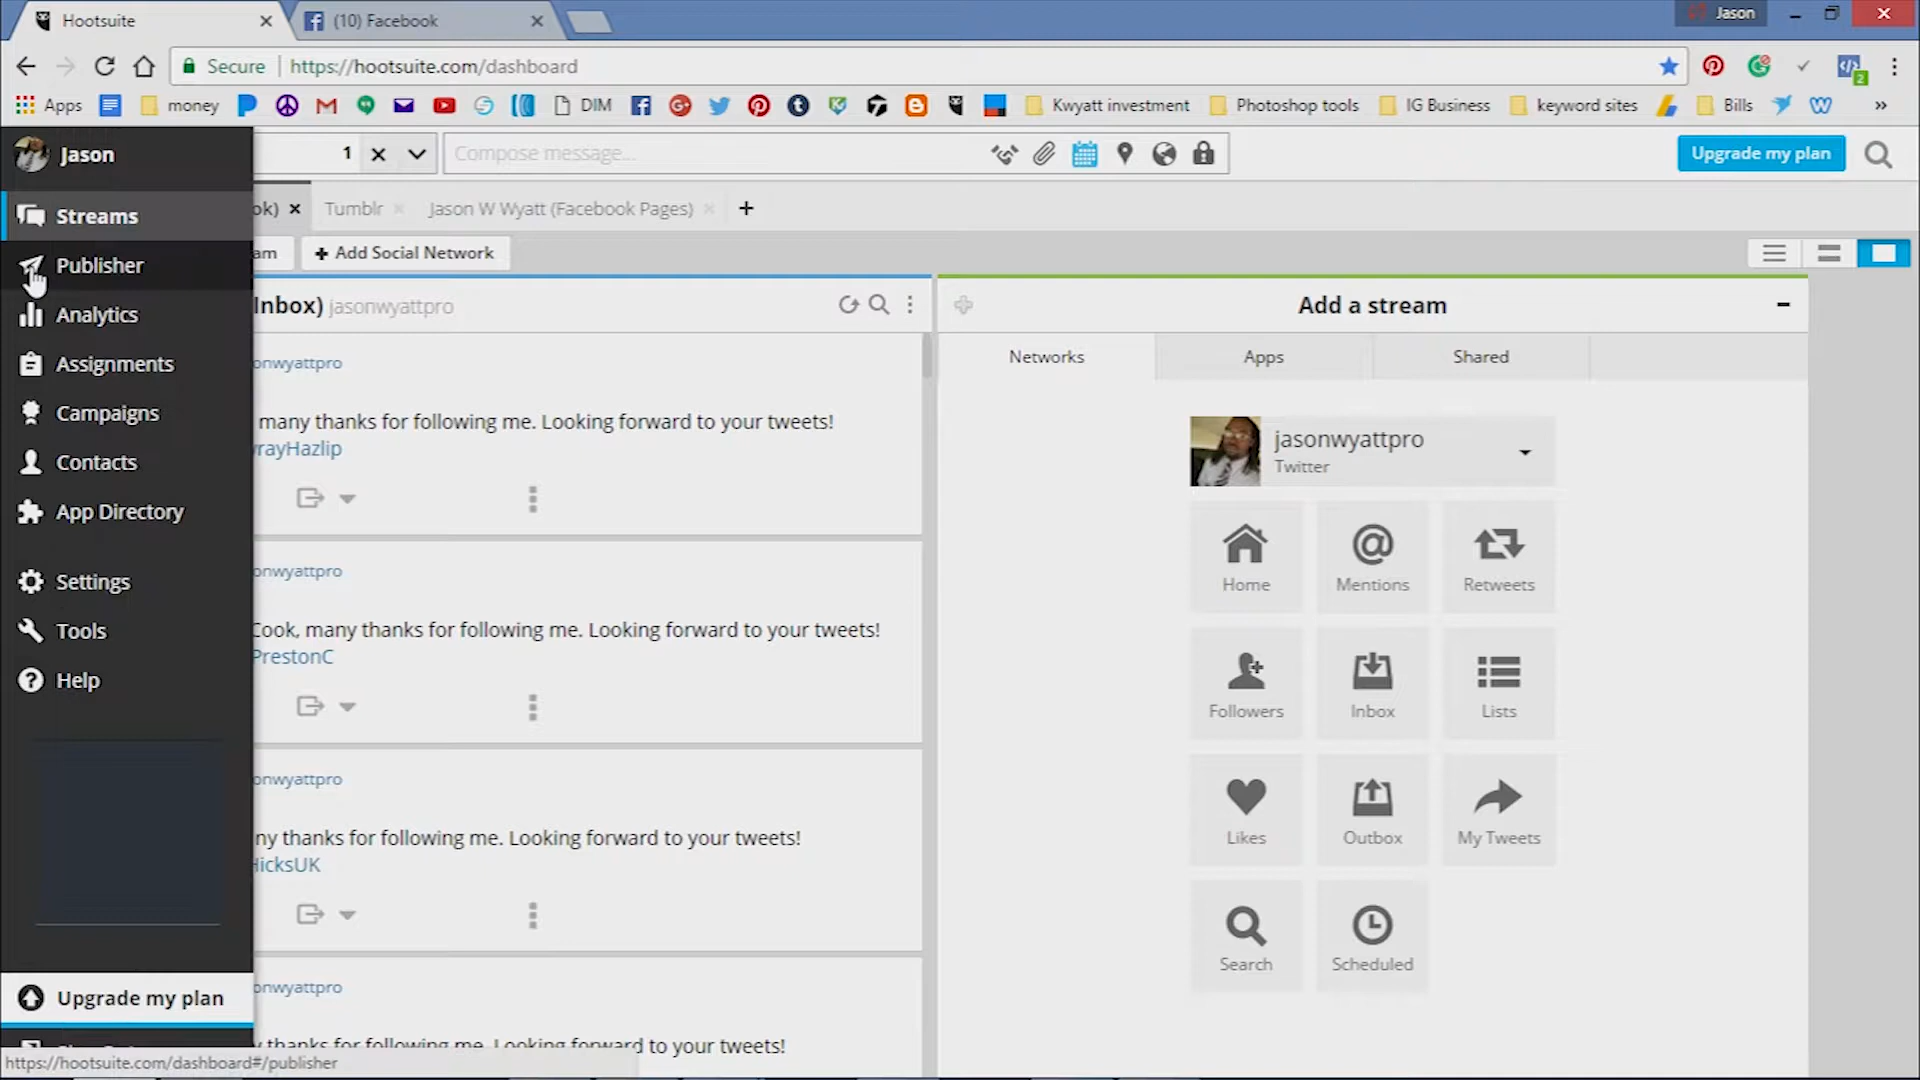 Hootsuite
(10) Facebook
Jason
Secure
https://hootsuite.com/dashboard
2
Apps
money
DIM
Kwyatt investment
Photoshop tools
IG Business
keyword sites
Bills
»
Jason
1
Compose message...
Upgrade my plan
Streams
ok)
Tumblr
Jason W Wyatt (Facebook Pages)
Publisher
am
Add Social Network
Analytics
Inbox) jasonwyattpro
Add a stream
Assignments
onwyattpro
Networks
Apps
Shared
Campaigns
many thanks for following me. Looking forward to your tweets!
jasonwyattpro
Twitter
vrayHazlip
Contacts
App Directory
Home
Mentions
Retweets
Settings
onwyattpro
Tools
Cook, many thanks for following me. Looking forward to your tweets!
PrestonC
Help
Followers
Inbox
Lists
onwyattpro
ny thanks for following me. Looking forward to your tweets!
HicksUK
Likes
Outbox
My Tweets
Search
Scheduled
onwyattpro
Upgrade my plan
y thanks for following me. Looking forward to your tweets!
https://hootsuite.com/dashboard#/publisher